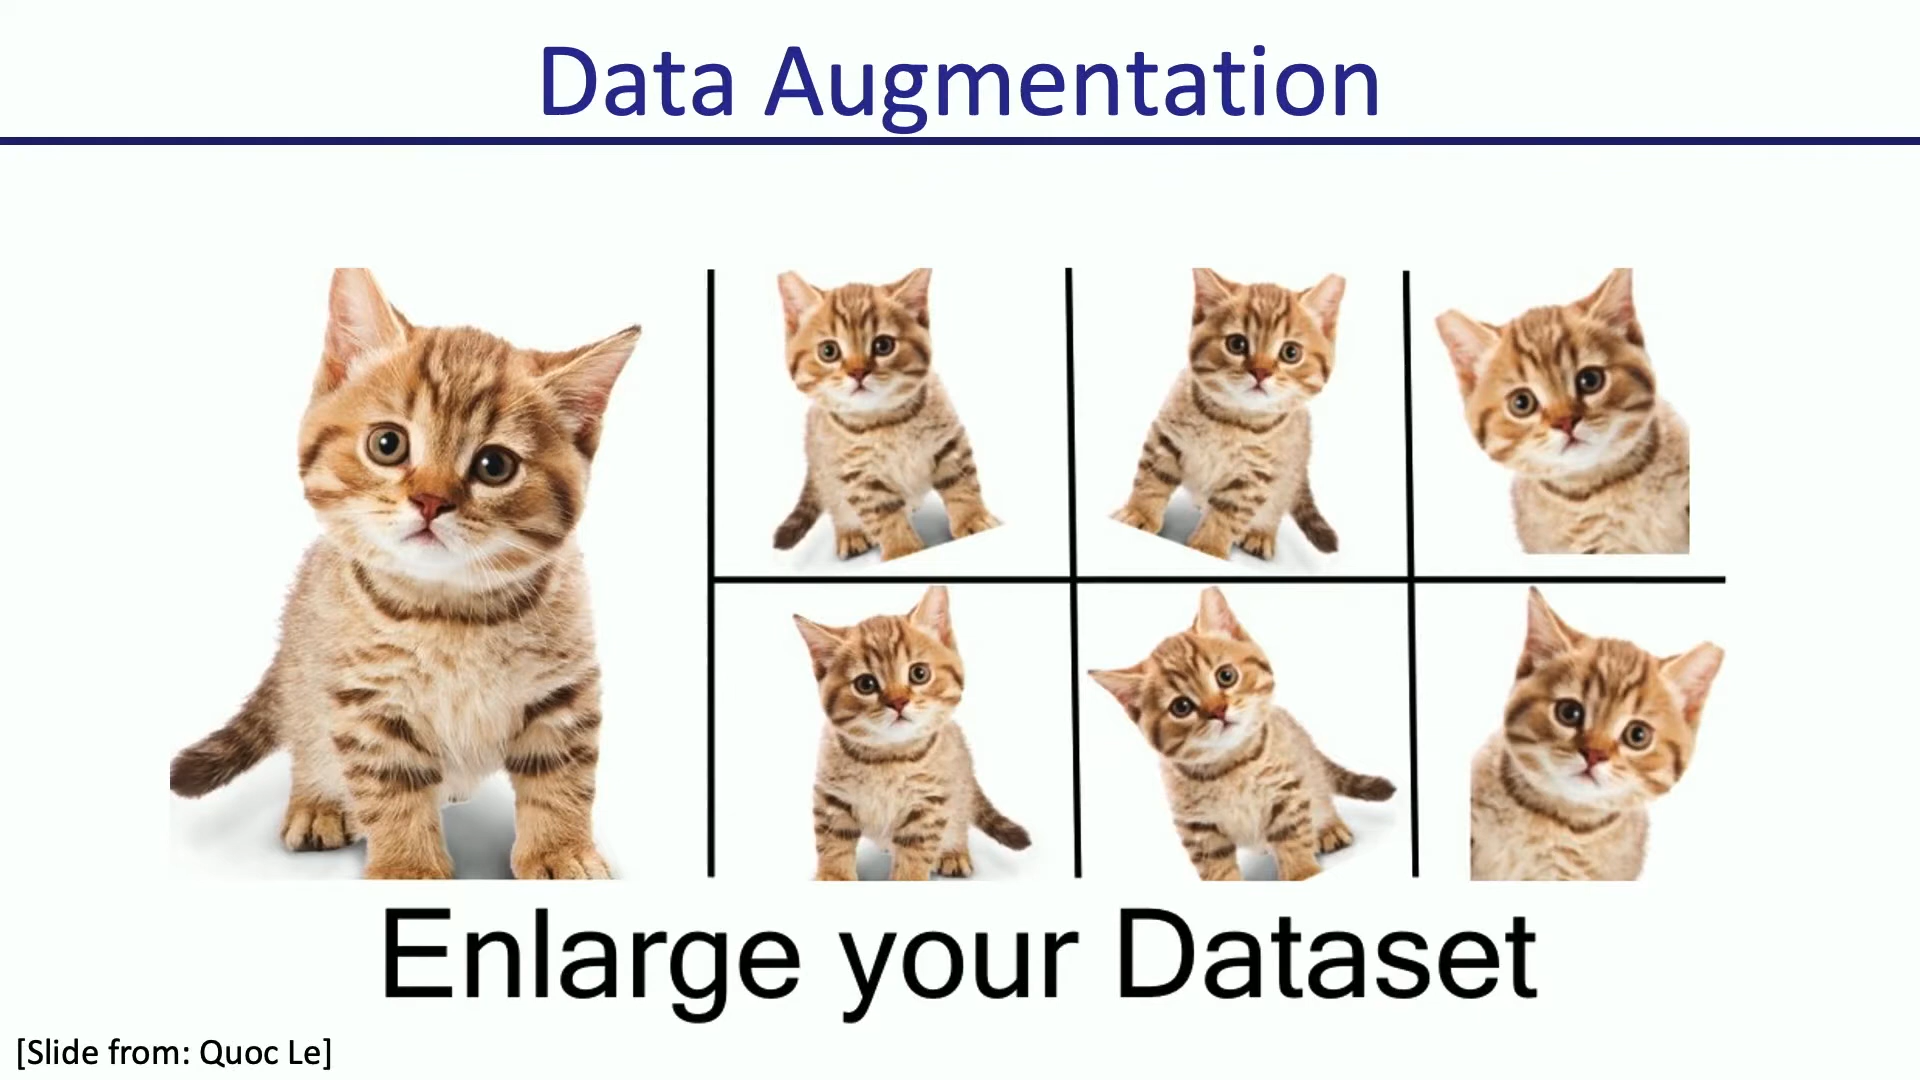 Data Augmentation
Enlarge your Dataset
[Slide from: Quoc Le]